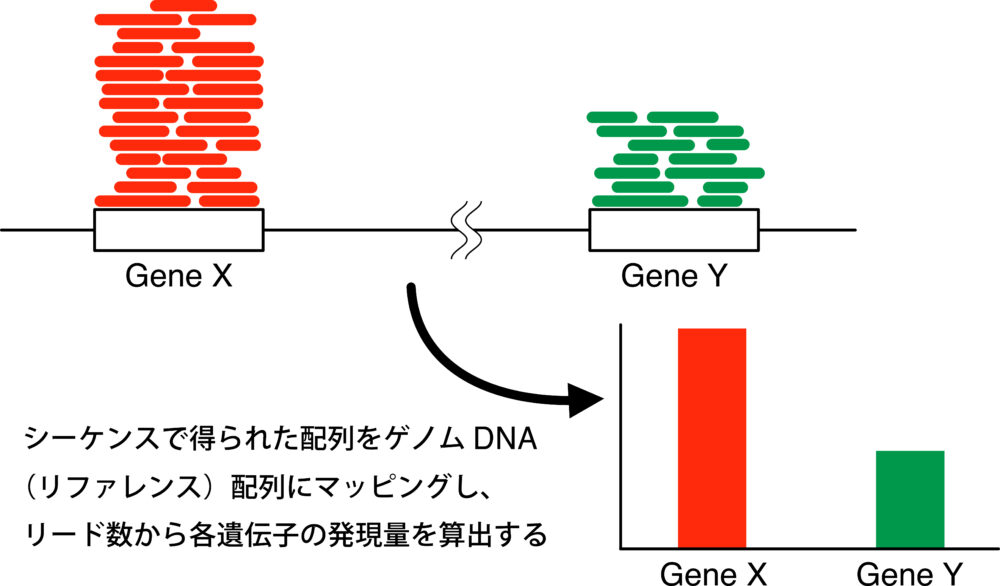 Gene X
Gene Y
シーケンスで得られた配列をゲノム DNA
（リファレンス）配列にマッピングし、
リード数から各遺伝子の発現量を算出する
Gene X
Gene Y